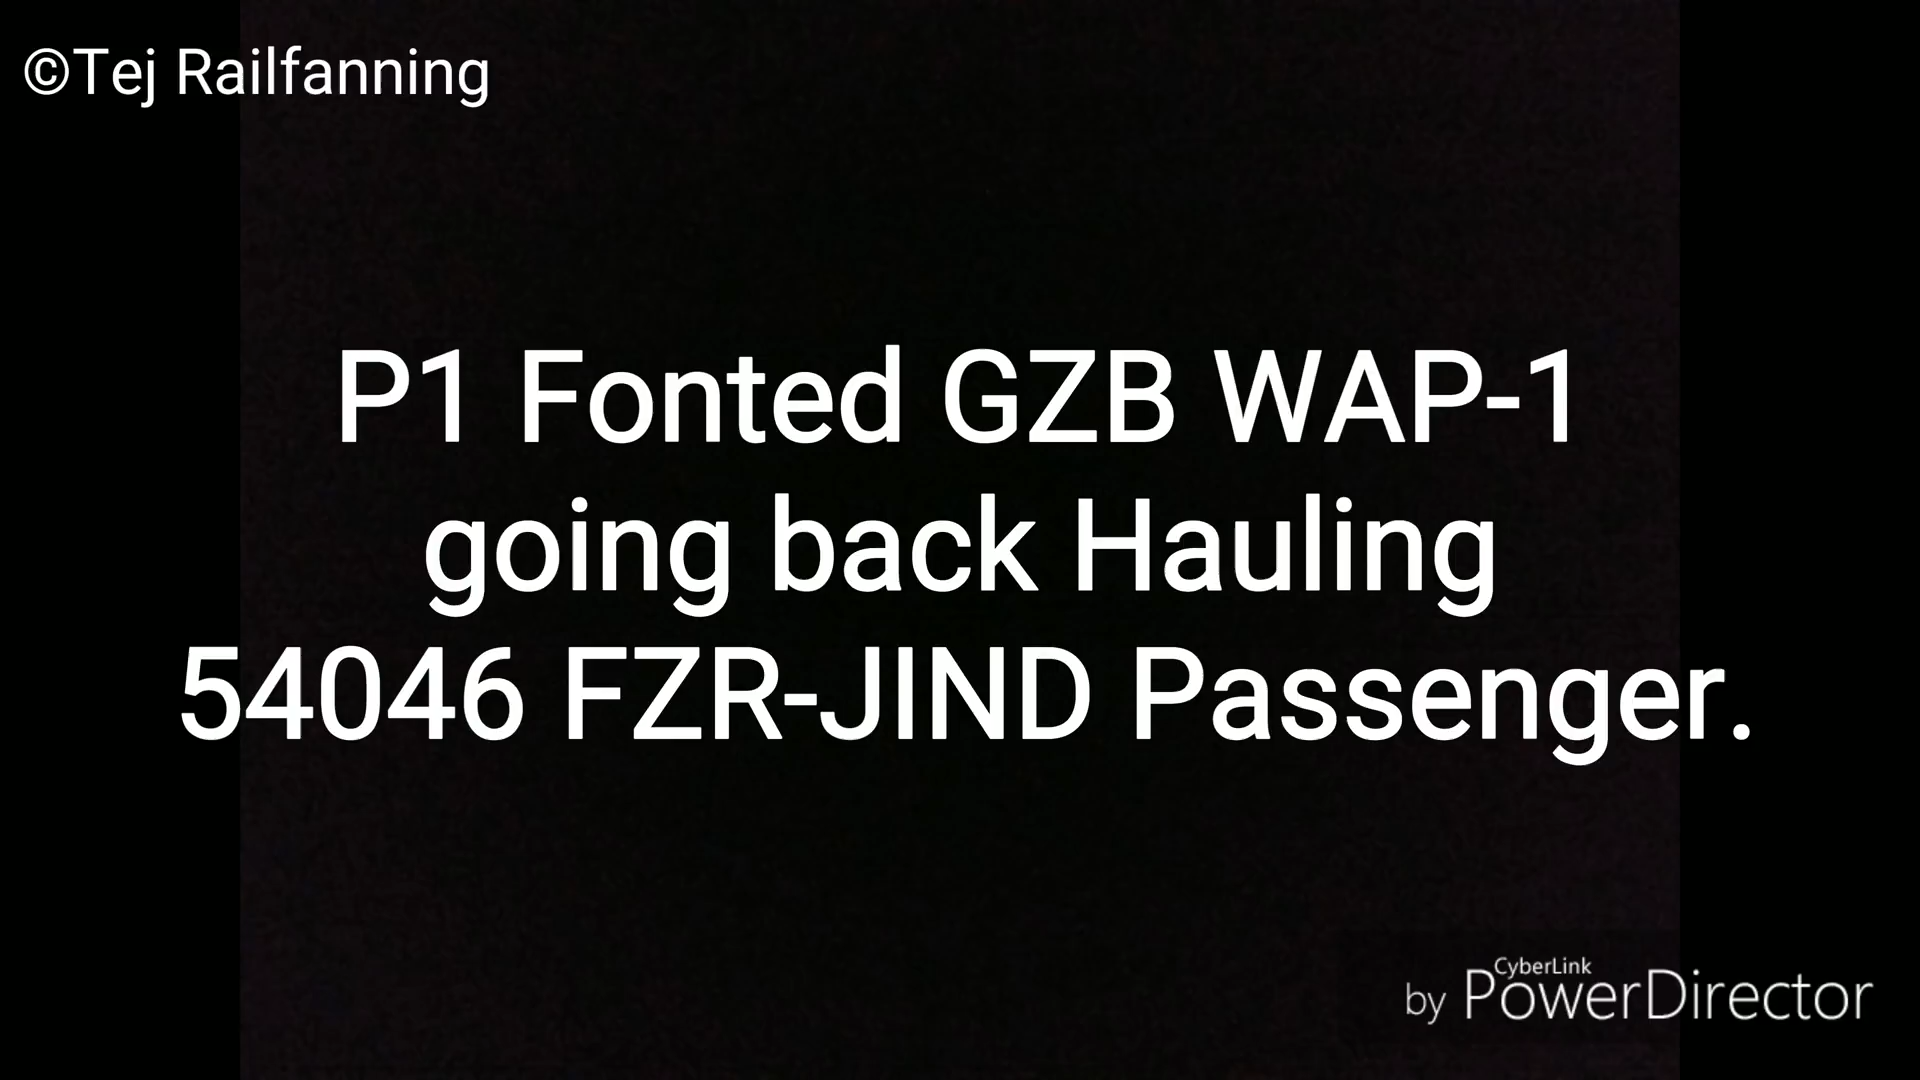 ©Tej Railfanning
P1 Fonted GZB WAP-1
going back Hauling
54046 FZR-JIND Passenger.
CyberLink
by PowerDirector